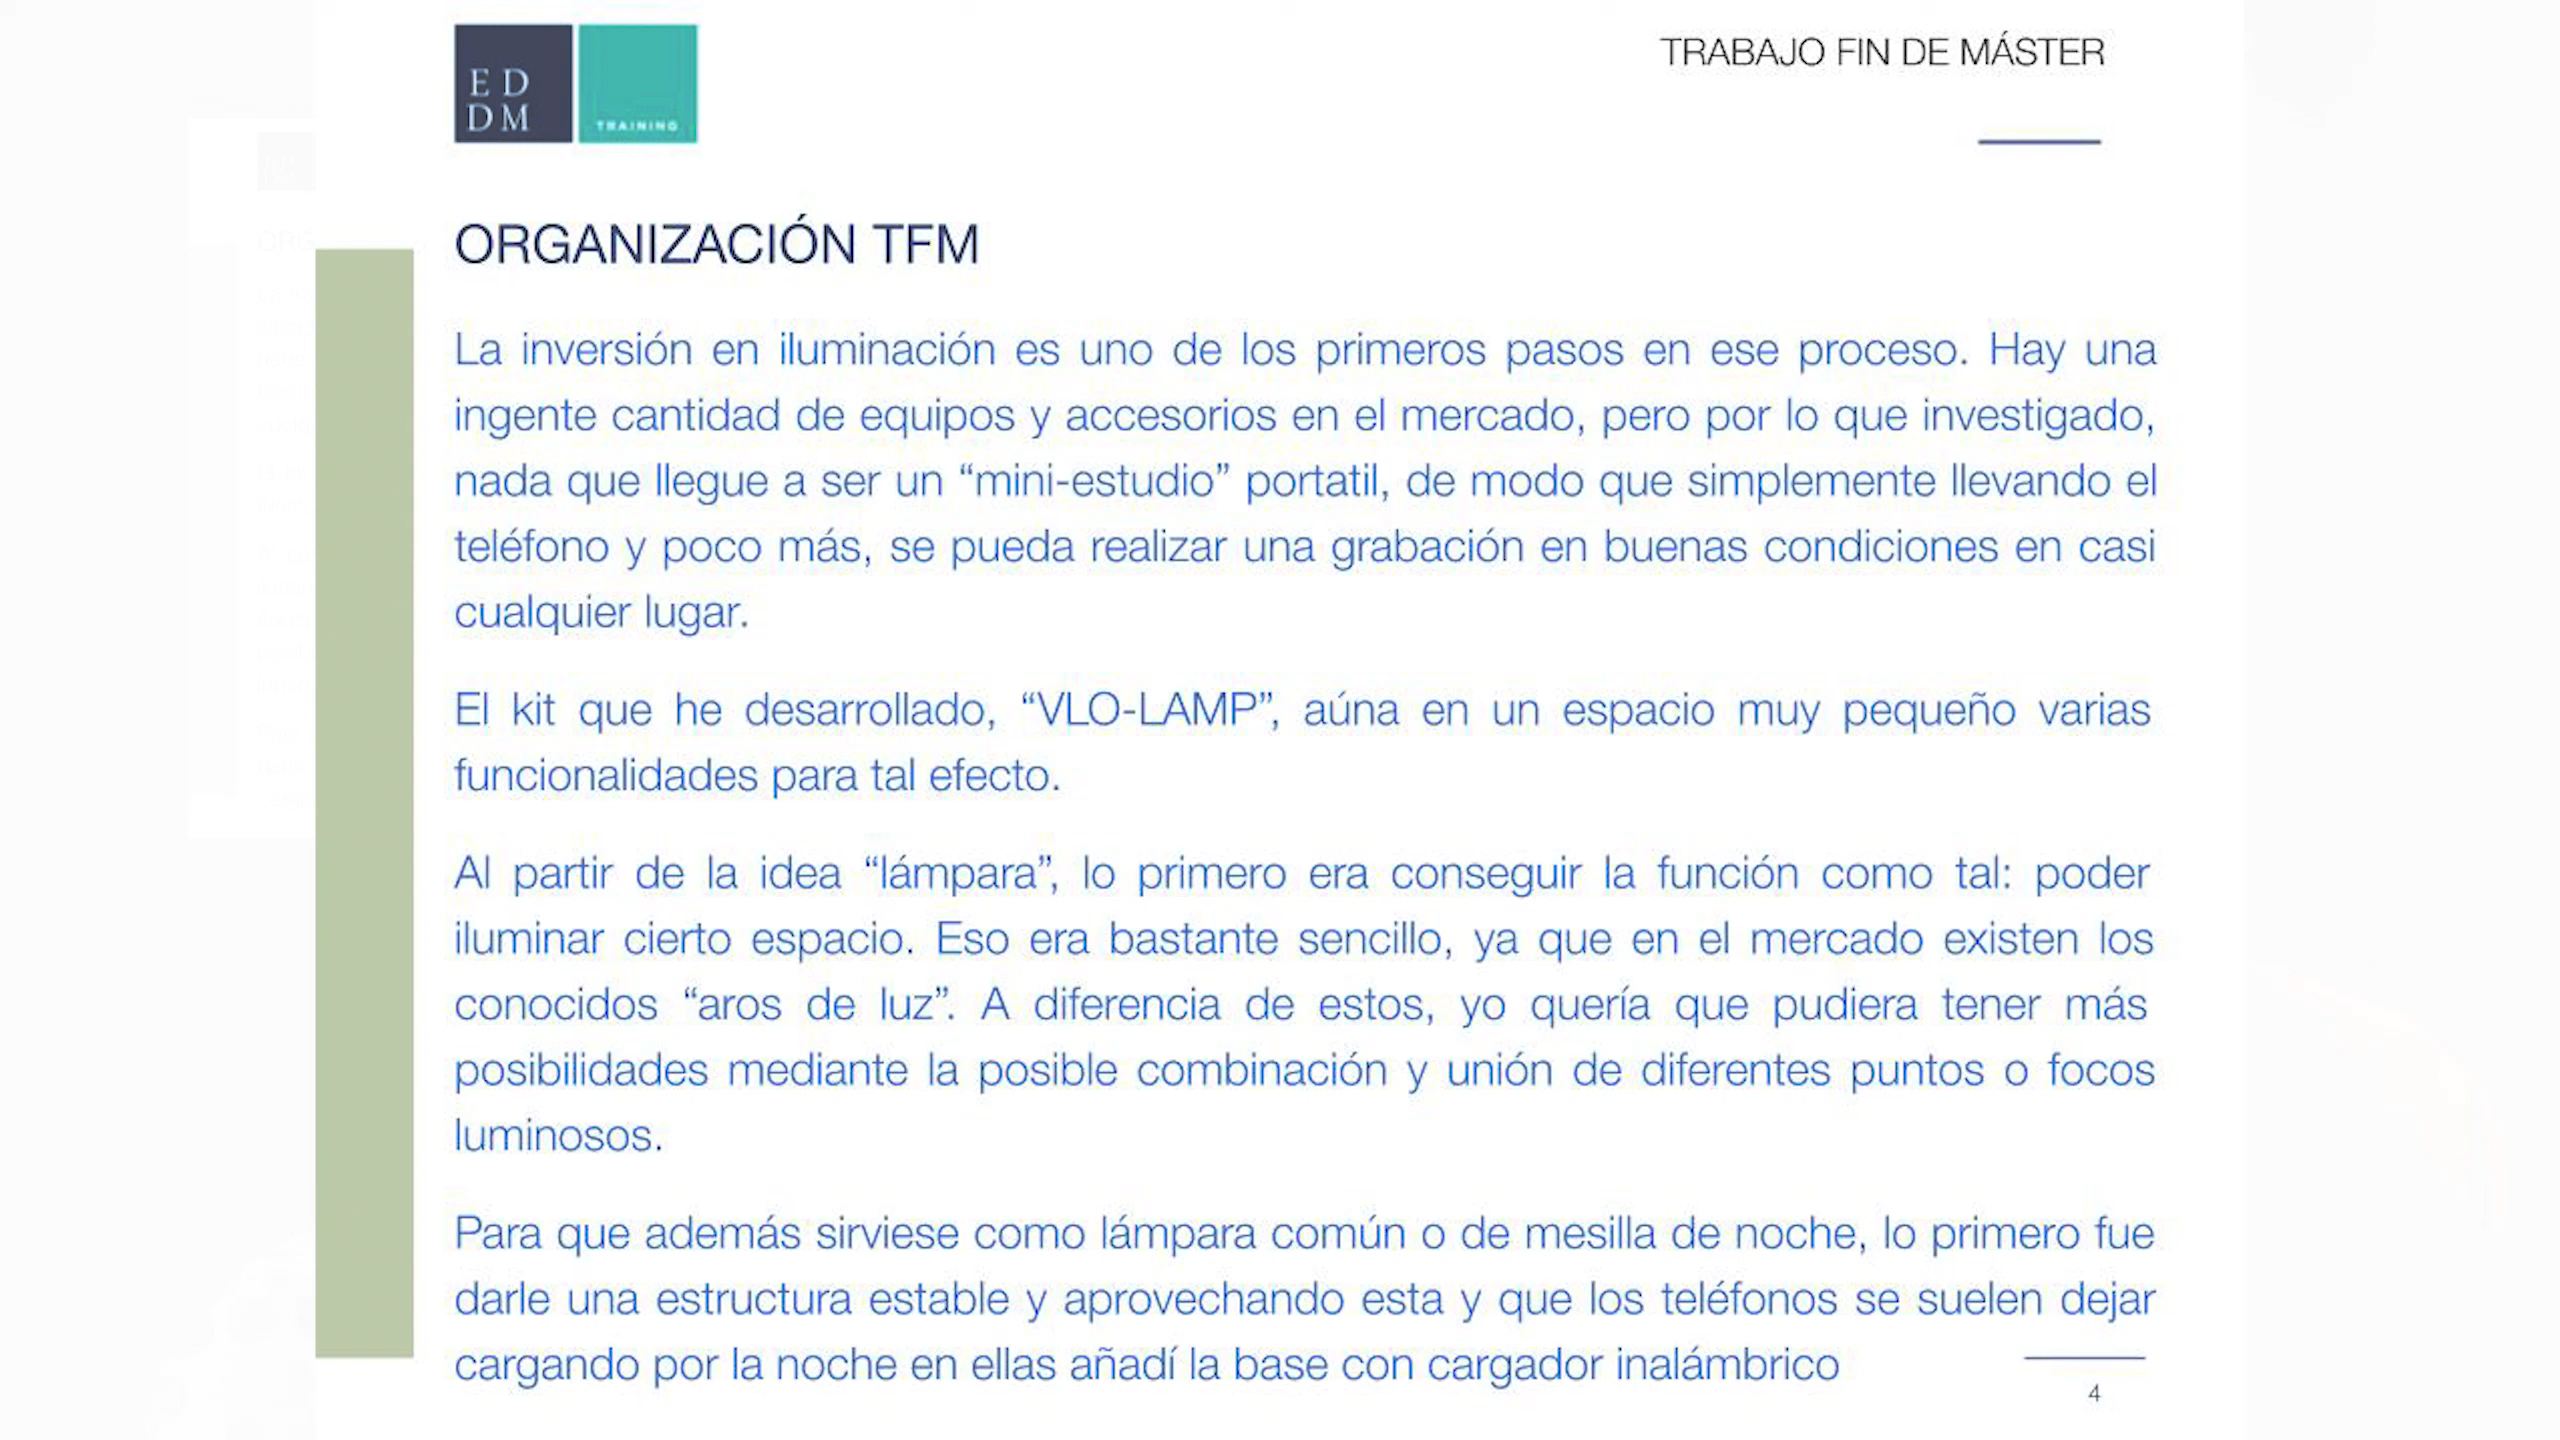 E D
DM
TRAINING
TRABAJO FIN DE MÁSTER
ORGANIZACIÓN TFM
La inversión en iluminación es uno de los primeros pasos en ese proceso. Hay una
ingente cantidad de equipos y accesorios en el mercado, pero por lo que investigado,
nada que llegue a ser un “mini-estudio” portatil, de modo que simplemente llevando el
teléfono y poco más, se pueda realizar una grabación en buenas condiciones en casi
cualquier lugar.
El kit que he desarrollado, “VLO-LAMP”, aúna en un espacio muy pequeño varias
funcionalidades para tal efecto.
Al partir de la idea “lámpara”, lo primero era conseguir la función como tal: poder
iluminar cierto espacio. Eso era bastante sencillo, ya que en el mercado existen los
conocidos “aros de luz”. A diferencia de estos, yo quería que pudiera tener más
posibilidades mediante la posible combinación y unión de diferentes puntos o focos
luminosos.
Para que además sirviese como lámpara común o de mesilla de noche, lo primero fue
darle una estructura estable y aprovechando esta y que los teléfonos se suelen dejar
cargando por la noche en ellas añadí la base con cargador inalámbrico
4